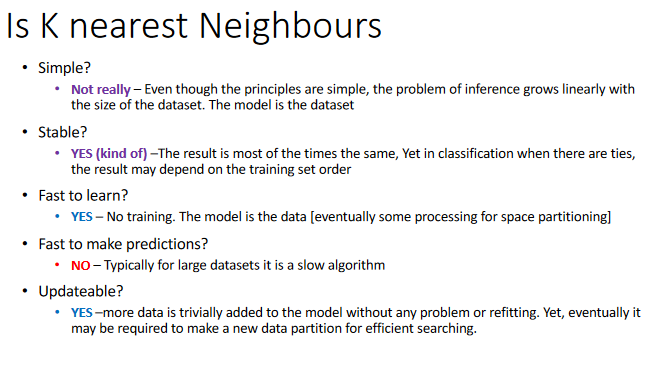 Is K nearest Neighbours
• Simple?
• Not really – Even though the principles are simple, the problem of inference grows linearly with
the size of the dataset. The model is the dataset
• Stable?
• YES (kind of) –The result is most of the times the same, Yet in classification when there are ties,
the result may depend on the training set order
• Fast to learn?
• YES – No training. The model is the data [eventually some processing for space partitioning]
• Fast to make predictions?
• NO – Typically for large datasets it is a slow algorithm
• Updateable?
• YES –more data is trivially added to the model without any problem or refitting. Yet, eventually it
may be required to make a new data partition for efficient searching.